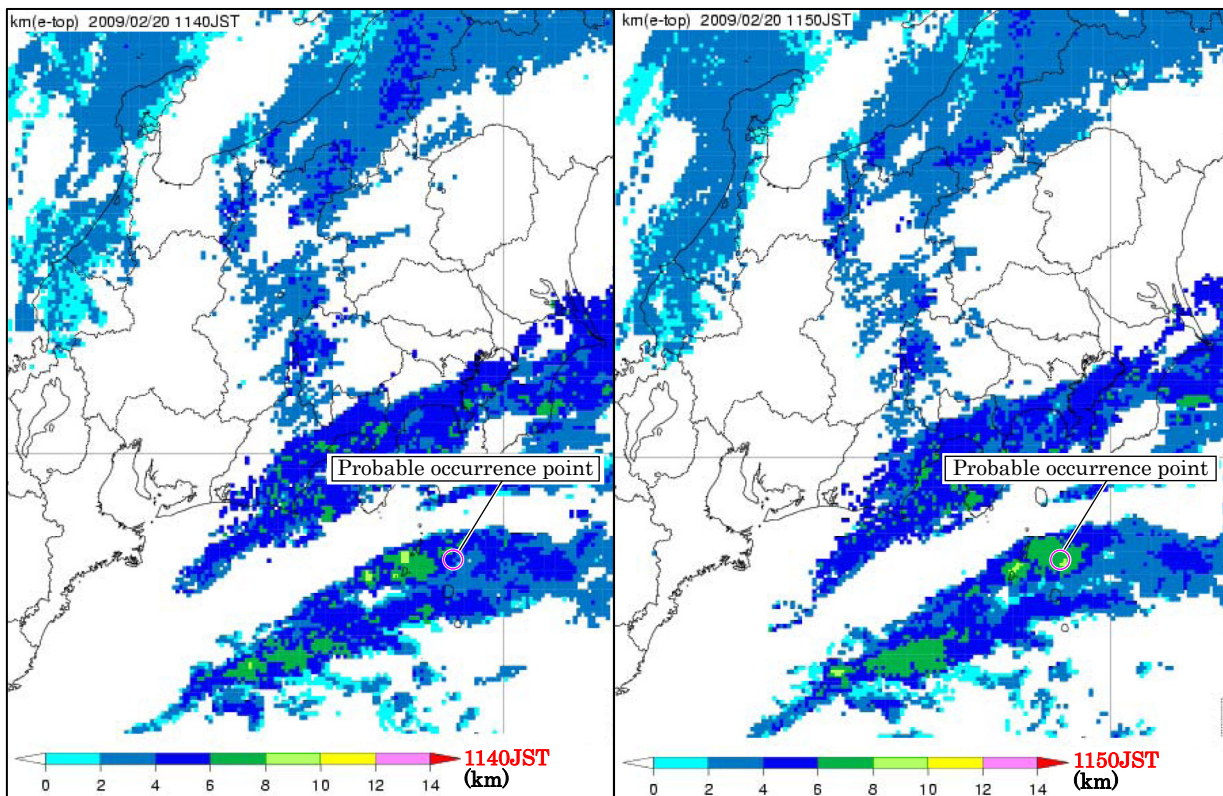 km(e-top) 2009/02/20 1140JST
Probable occurrence point
0 2 4 6 8 10 12 14
1140JST
(km)
km(e-top) 2009/02/20 1150JST
Probable occurrence point
0 2 4 6 8 10 12 14
1150JST
(km)